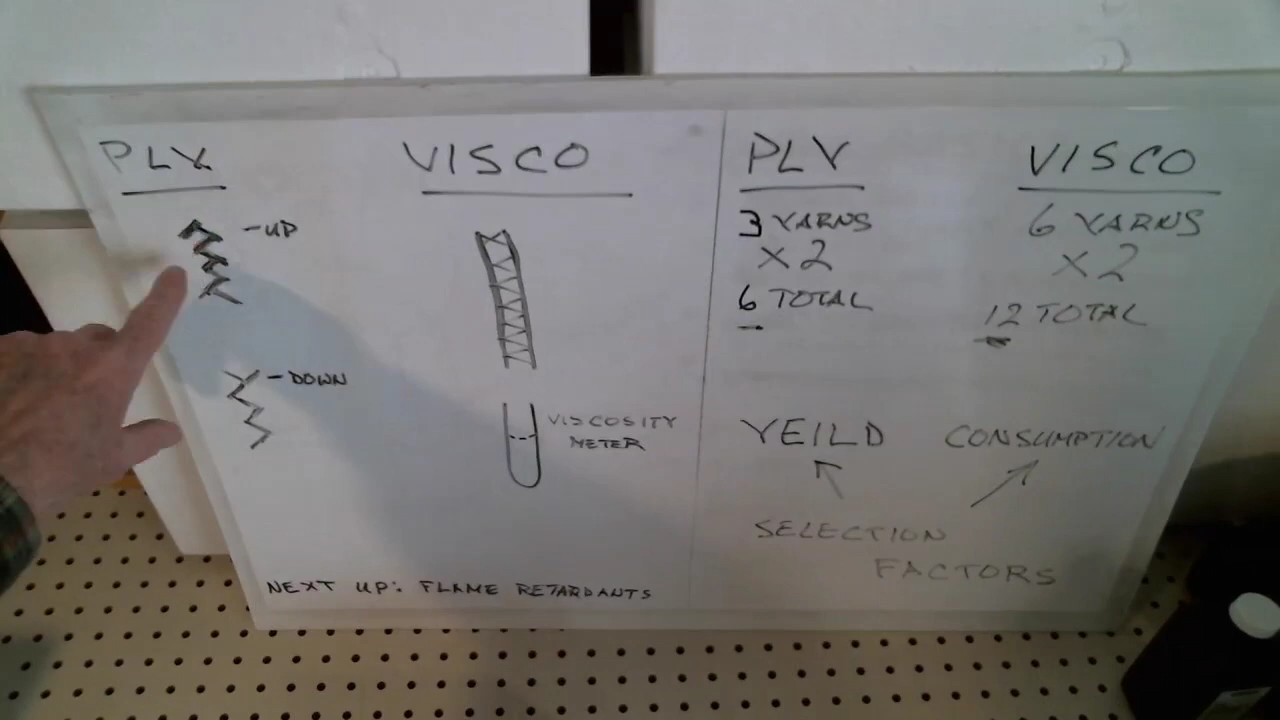 PLY
VISCO
-UP
-DOWN
VISCOSITY
METER
NEXT UP: FLAME RETARDANTS
PLY
VISCO
3 YARNS
X2
6 TOTAL
6 YARNS
X2
12 TOTAL
YEILD
CONSUMPTION
SELECTION
FACTORS